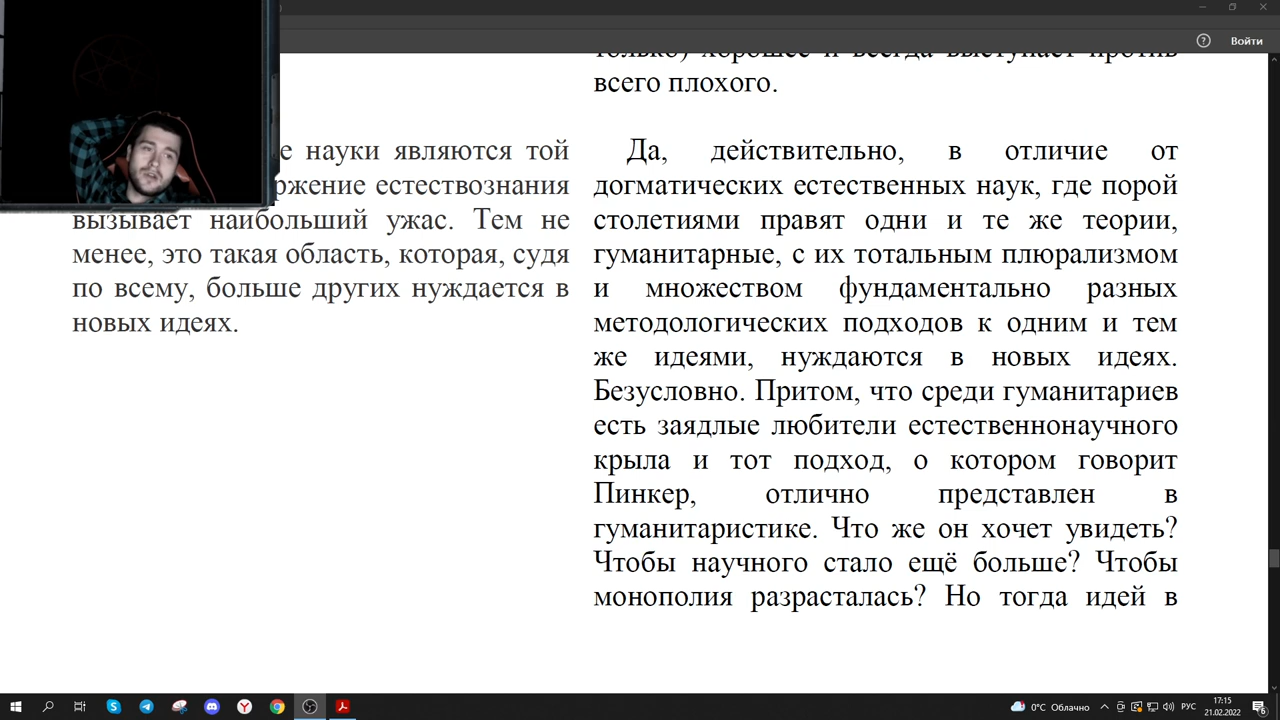 Войти
всего плохого.
е науки являются той
ржение естествознания
вызывает наибольший ужас. Тем не
менее, это такая область, которая, судя
по всему, больше других нуждается в
новых идеях.
Да, действительно, в отличие от
догматических естественных наук, где порой
столетиями правят одни и те же теории,
гуманитарные, с их тотальным плюрализмом
и множеством фундаментально разных
методологических подходов к одним и тем
же идеями, нуждаются в новых идеях.
Безусловно. Притом, что среди гуманитариев
есть заядлые любители естественнонаучного
крыла и тот подход, о котором говорит
Пинкер, отлично представлен в
гуманитаристике. Что же он хочет увидеть?
Чтобы научного стало ещё больше? Чтобы
монополия разрасталась? Но тогда идей в
0°C Облачно
РУС
17:15
21.02.2022